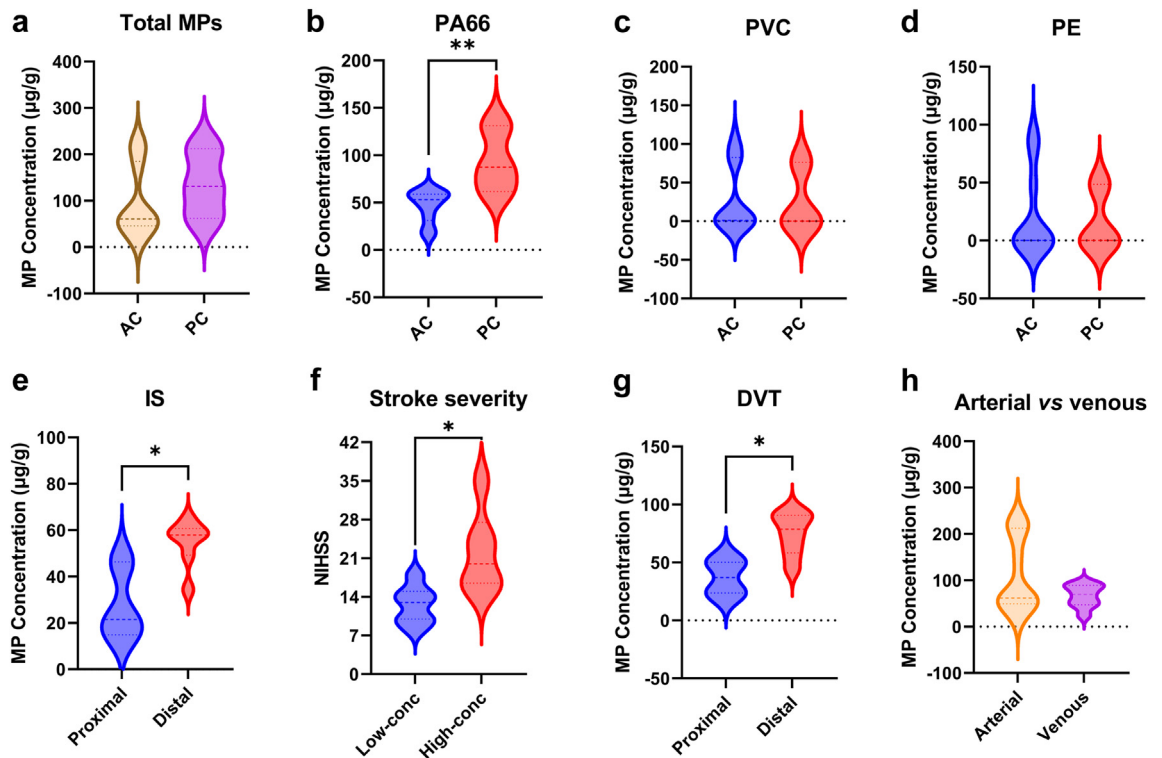 a
Total MPs
MP Concentration (µg/g)
400
300
200
100
0
-100
AC
PC
b
PA66
**
MP Concentration (µg/g)
200
150
100
50
0
-50
AC
PC
c
PVC
MP Concentration (µg/g)
200
150
100
50
0
-50
-100
AC
PC
d
PE
MP Concentration (µg/g)
150
100
50
0
-50
AC
PC
e
IS
*
MP Concentration (µg/g)
100
80
60
40
20
0
Proximal
Distal
f
Stroke severity
*
NIHSS
42
35
28
21
14
7
0
Low-conc
High-conc
g
DVT
*
MP Concentration (µg/g)
150
100
50
0
-50
Proximal
Distal
h
Arterial vs venous
MP Concentration (µg/g)
400
300
200
100
0
-100
Arterial
Venous